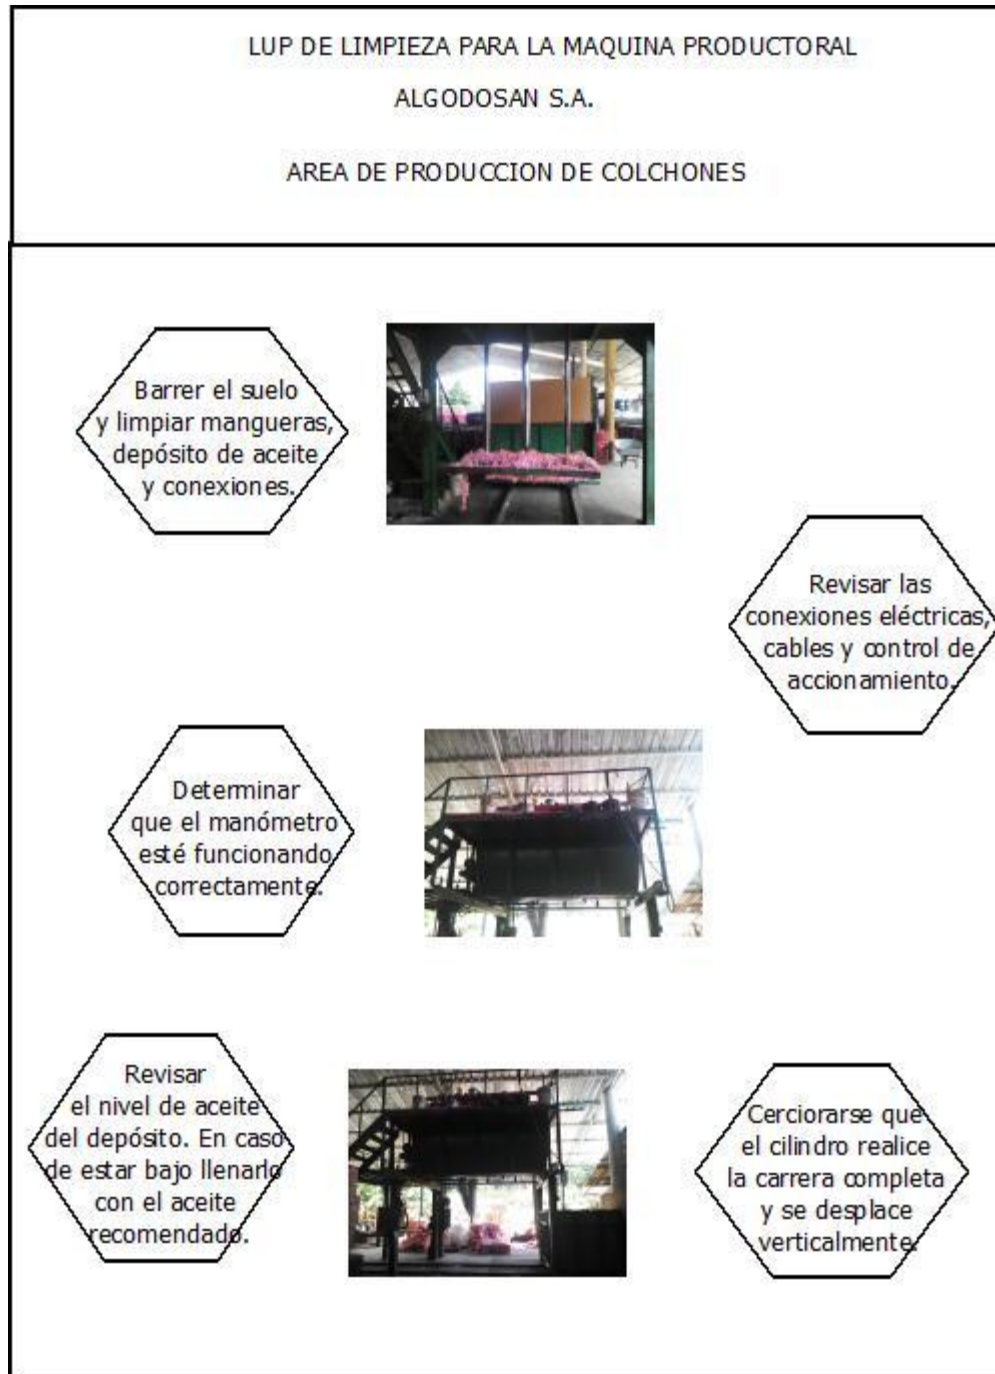 LUP DE LIMPIEZA PARA LA MAQUINA PRODUCTORAL
ALGODOSAN S.A.
AREA DE PRODUCCION DE COLCHONES
Barrer el suelo
y limpiar mangueras,
depósito de aceite
y conexiones.
Revisar las
conexiones eléctricas,
cables y control de
accionamiento.
Determinar
que el manómetro
esté funcionando
correctamente.
Revisar
el nivel de aceite
del depósito. En caso
de estar bajo llenarlo
con el aceite
recomendado.
Cerciorarse que
el cilindro realice
la carrera completa
y se desplace
verticalmente.